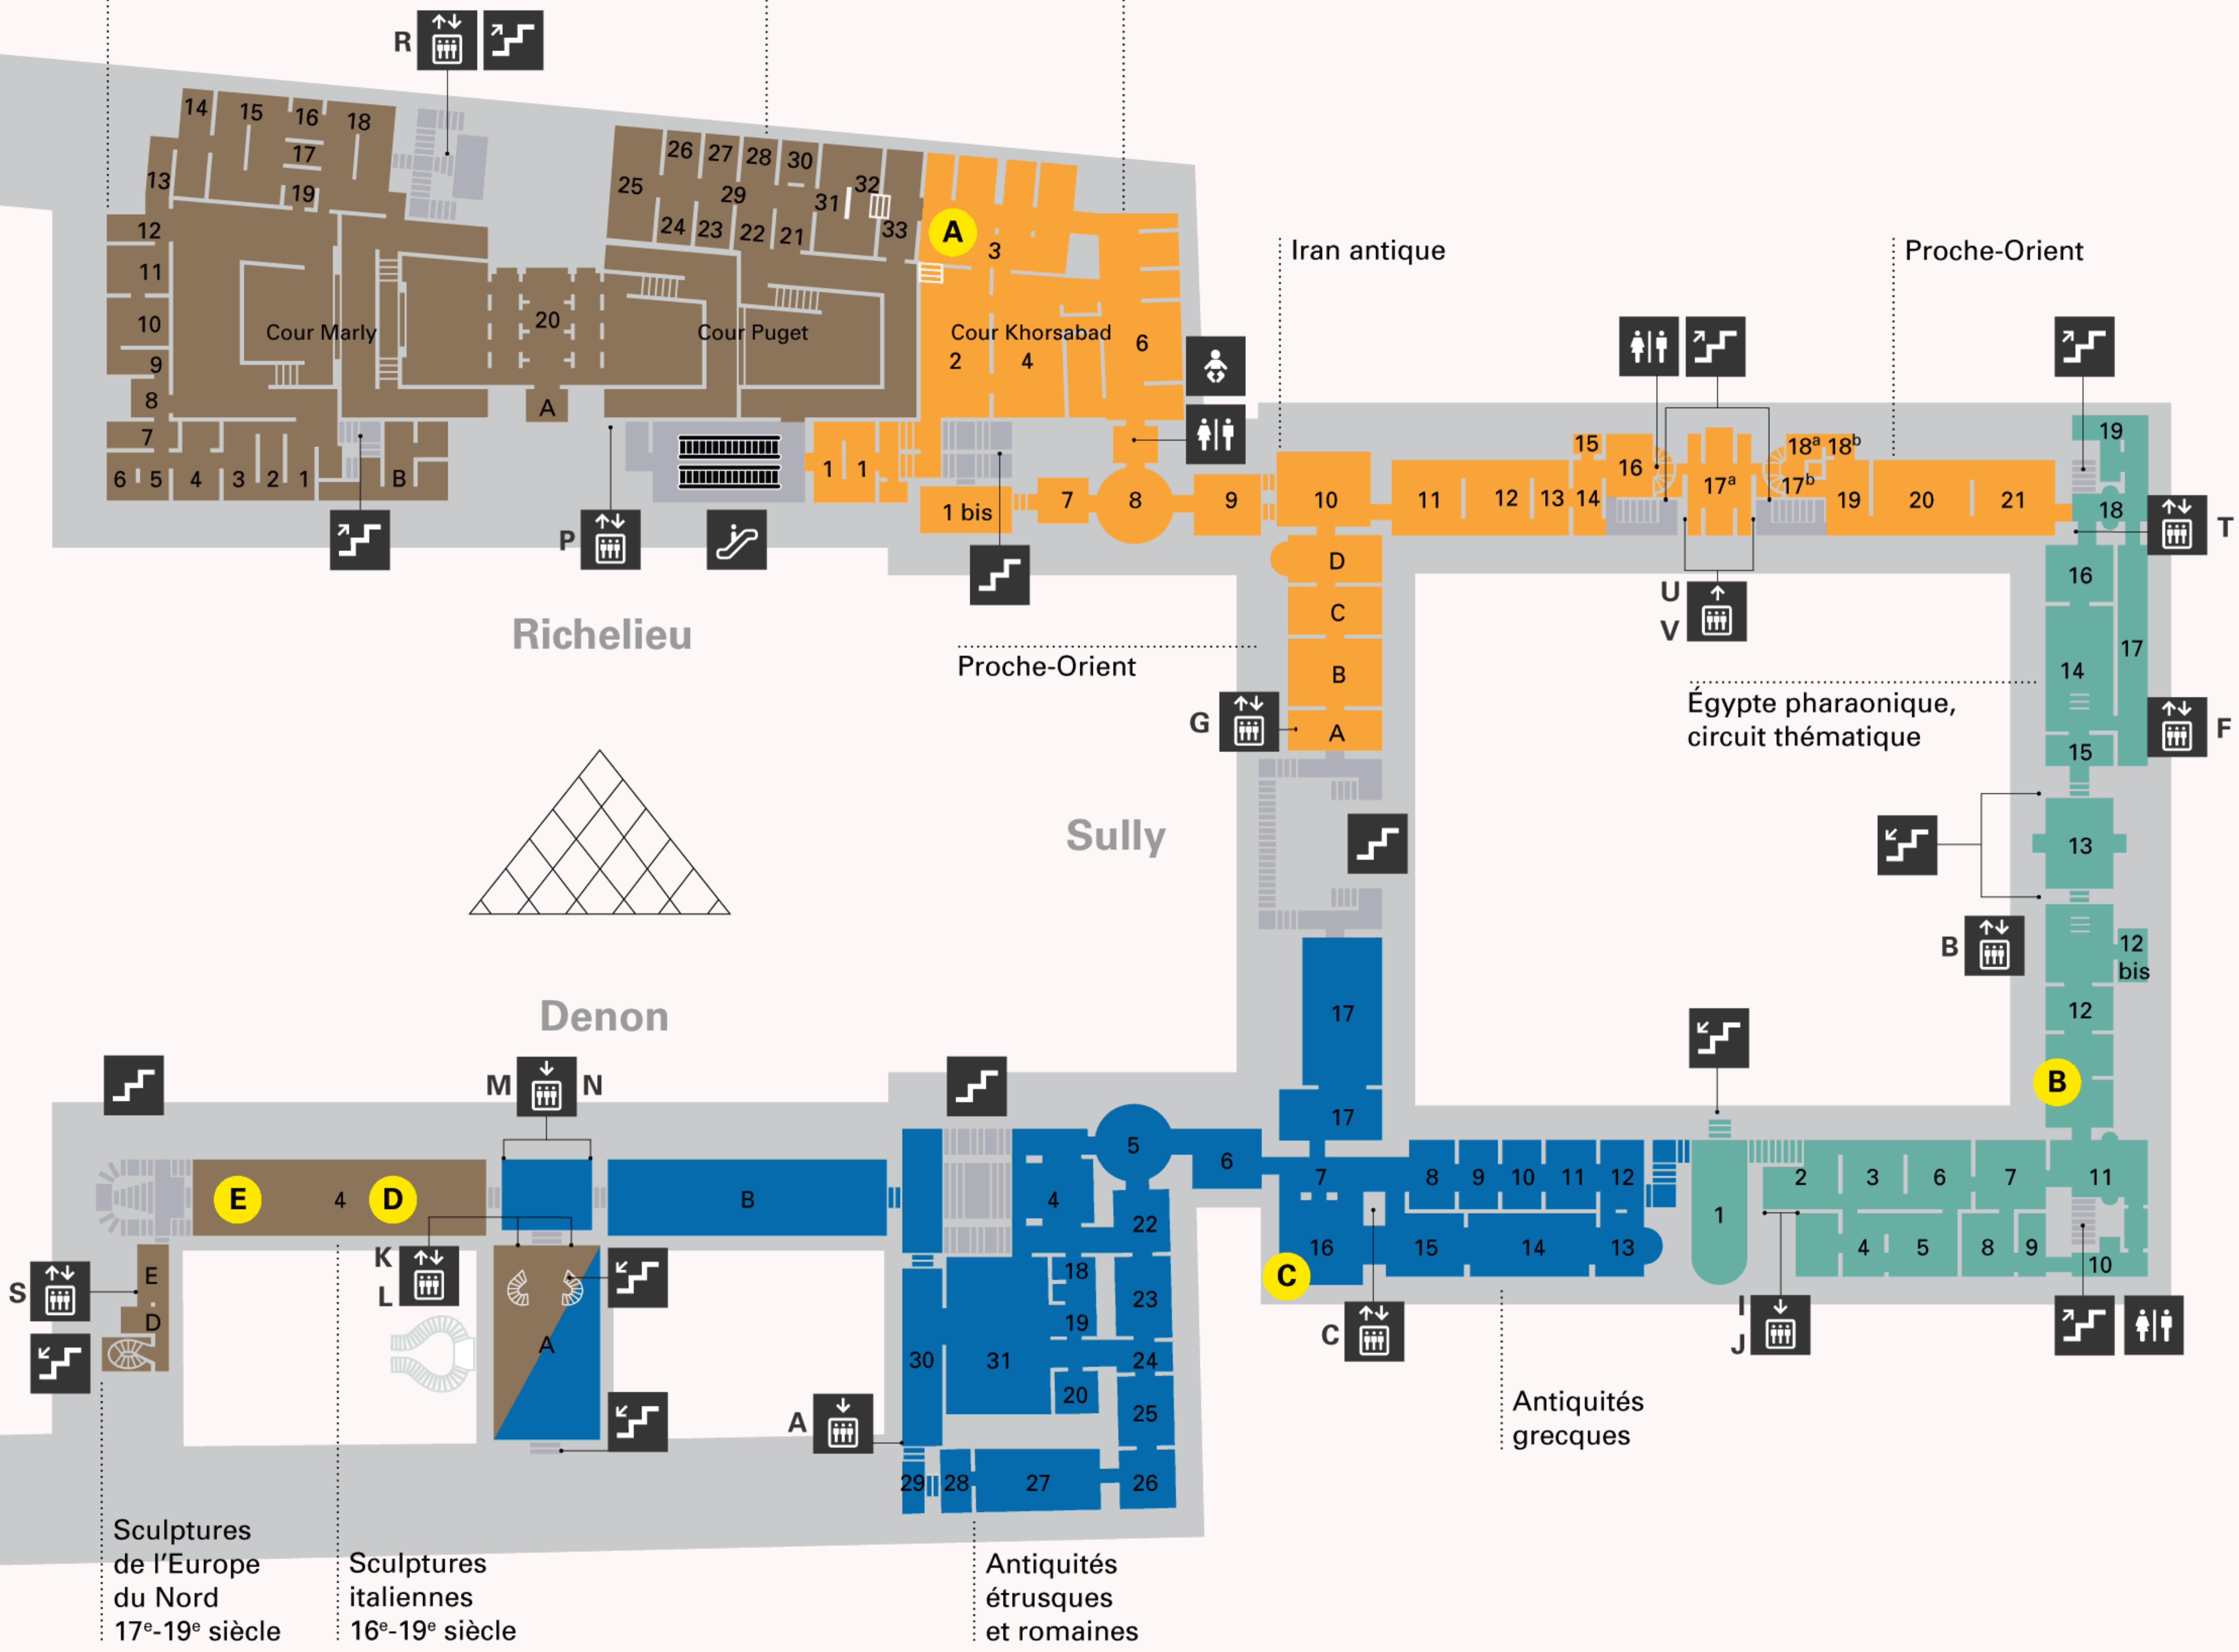 R
14
15
16
18
17
13
19
12
11
10
9
8
7
6
5
4
3
2
1
B
Cour Marly
20
A
25
26
27
28
30
29
31
32
24
23
22
21
33
Cour Puget
A
3
Cour Khorsabad
2
4
6
1
1
1 bis
7
8
9
P
Richelieu
Iran antique
Proche-Orient
10
11
12
13
14
15
16
17a
18a
18b
17b
19
20
21
U
V
19
18
T
16
17
14
15
F
13
12
bis
12
B
B
D
C
B
A
G
Proche-Orient
Égypte pharaonique,
circuit thématique
Sully
Denon
M
N
E
4
D
B
K
L
S
E
D
A
A
17
17
5
6
7
4
22
18
19
23
24
20
25
26
27
28
29
30
31
8
9
10
11
12
16
15
14
13
C
C
1
2
3
6
7
11
4
5
8
9
10
I
J
Antiquités
grecques
Sculptures
de l'Europe
du Nord
17e-19e siècle
Sculptures
italiennes
16e-19e siècle
Antiquités
étrusques
et romaines